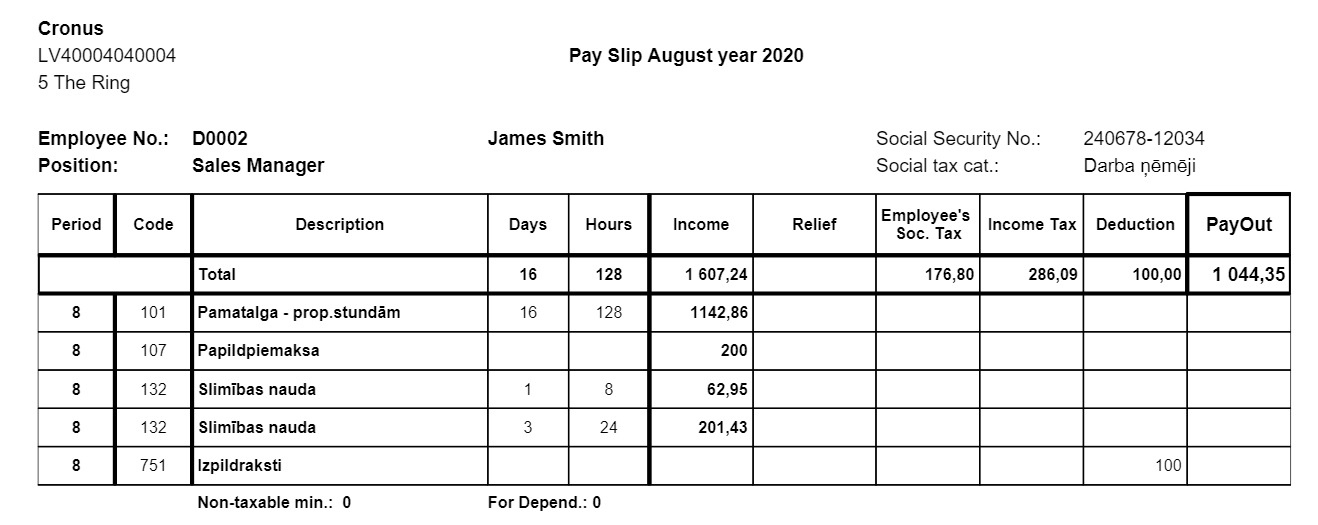 Cronus
LV40004040004
Pay Slip August year 2020
5 The Ring
Employee No.: D0002 James Smith Social Security No.: 240678-12034
Position: Sales Manager Social tax cat.: Darba ņēmēji
Period Code Description Days Hours Income Relief Employee's Soc. Tax Income Tax Deduction PayOut
Total 16 128 1 607,24 176,80 286,09 100,00 1 044,35
8 101 Pamatalga - prop.stundām 16 128 1142,86
8 107 Papildpiemaksa 200
8 132 Slimības nauda 1 8 62,95
8 132 Slimības nauda 3 24 201,43
8 751 Izpildraksti 100
Non-taxable min.: 0 For Depend.: 0